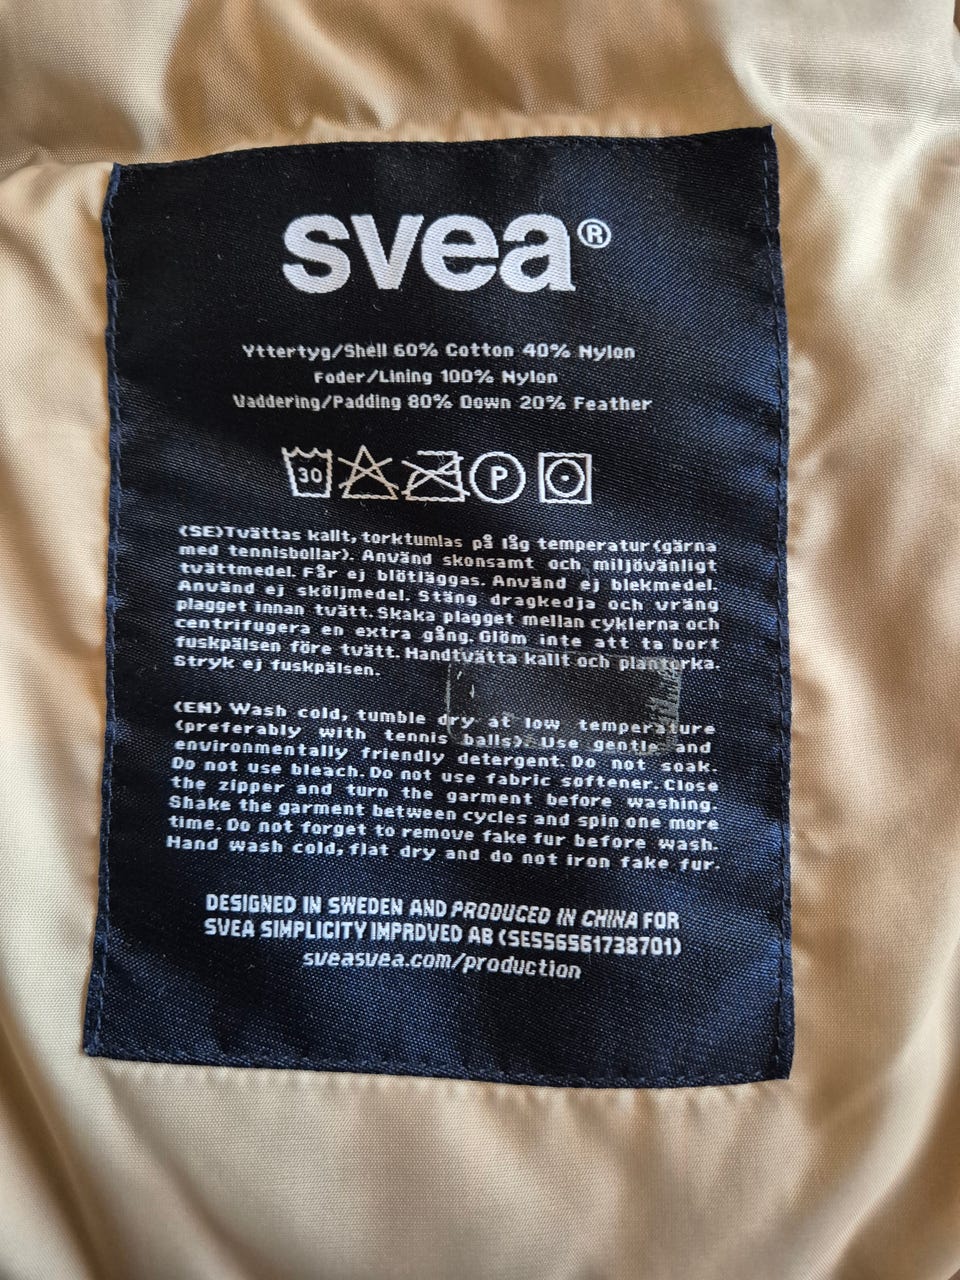 svea®
Yttertyg/Shell 60% Cotton 40% Nylon
Foder/Lining 100% Nylon
Vaddering/Padding 80% Down 20% Feather
30 P
(SE)Tvättas kallt, torktumlas på låg temperatur(gärna
med tennisbollar). Använd skonsamt och miljövänligt
tvättmedel. Får ej blötläggas. Använd ej blekmedel.
Använd ej sköljmedel. Stäng dragkedja och vräng
plagget innan tvätt. Skaka plagget mellan cyklerna och
centrifugera en extra gång. Glöm inte att ta bort
fuskpälsen före tvätt. Handtvätta kallt och plantorka.
Stryk ej fuskpälsen.
(EN) Wash cold, tumble dry at low temperature
(preferably with tennis balls). Use gentle and
environmentally friendly detergent. Do not soak.
Do not use bleach. Do not use fabric softener. Close
the zipper and turn the garment before washing.
Shake the garment between cycles and spin one more
time. Do not forget to remove fake fur before wash.
Hand wash cold, flat dry and do not iron fake fur.
DESIGNED IN SWEDEN AND PRODUCED IN CHINA FOR
SVEA SIMPLICITY IMPROVED AB (SE556561738701)
sveasvea.com/production